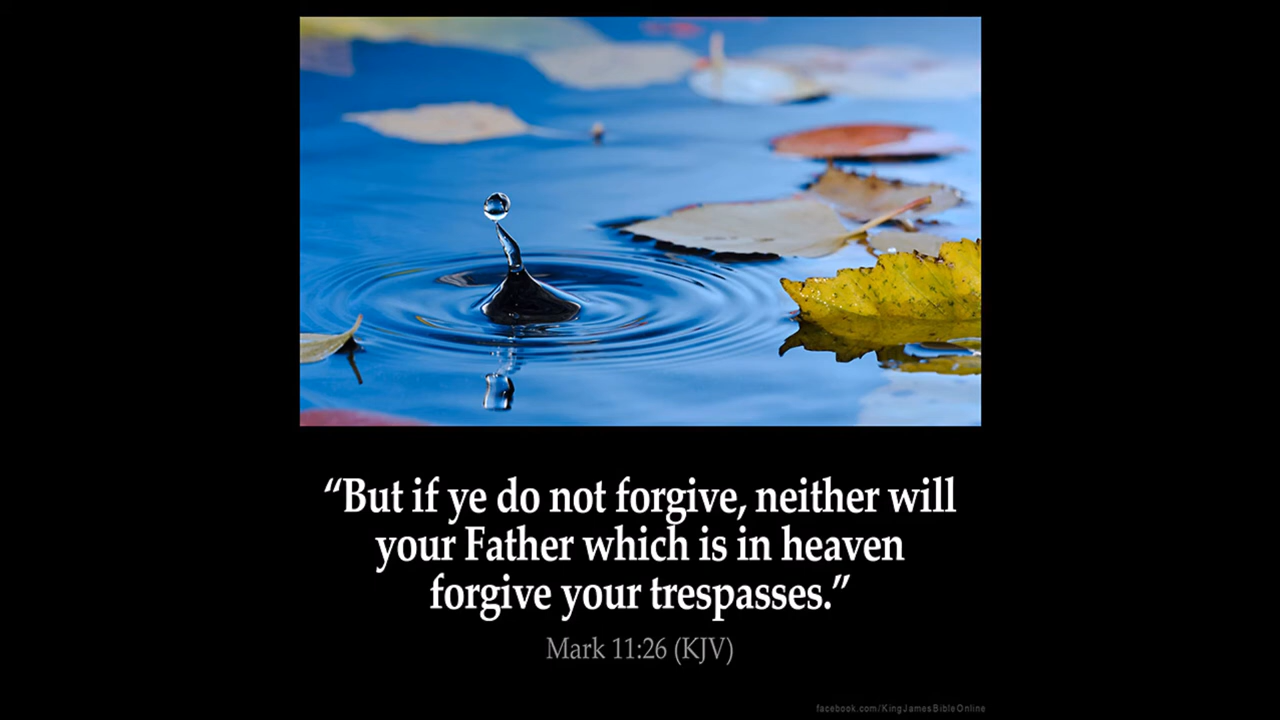 “But if ye do not forgive, neither will
your Father which is in heaven
forgive your trespasses.”
Mark 11:26 (KJV)
facebook.com/KingJamesBibleOnline